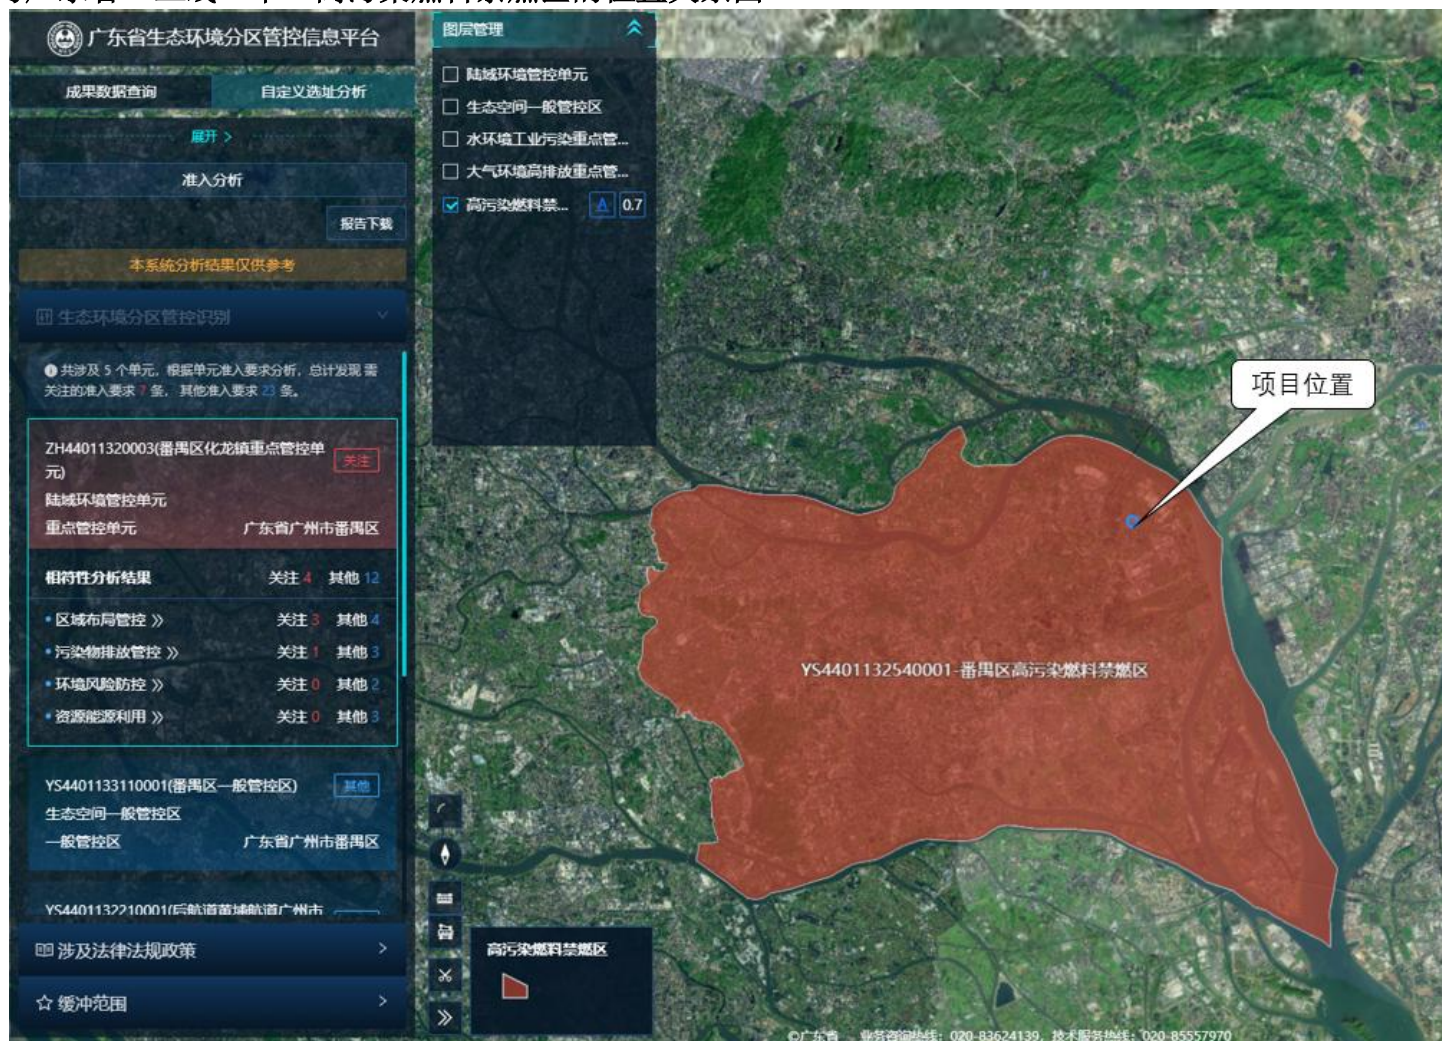 广东省生态环境分区管控信息平台
成果数据查询
自定义选址分析
展开 >
准入分析
报告下载
本系统分析结果仅供参考
生态环境分区管控识别
共涉及 5 个单元，根据单元准入要求分析，总计发现 需
关注的准入要求 7 条， 其他准入要求 23 条。
ZH44011320003(番禺区化龙镇重点管控单
元)
关注
陆域环境管控单元
重点管控单元 广东省广州市番禺区
相符性分析结果 关注 4 其他 12
• 区域布局管控 » 关注 3 其他 4
• 污染物排放管控 » 关注 1 其他 3
• 环境风险防控 » 关注 0 其他 2
• 资源能源利用 » 关注 0 其他 3
YS4401133110001(番禺区一般管控区) 其他
生态空间一般管控区
一般管控区 广东省广州市番禺区
YS4401132210001(后航道黄埔航道广州市
涉及法律法规政策 >
缓冲范围 >
图层管理
陆域环境管控单元
生态空间一般管控区
水环境工业污染重点管...
大气环境高排放重点管...
高污染燃料禁... 0.7
项目位置
YS4401132540001-番禺区高污染燃料禁燃区
高污染燃料禁燃区
©广东省 业务咨询热线：020-83624139，技术服务热线：020-85557970